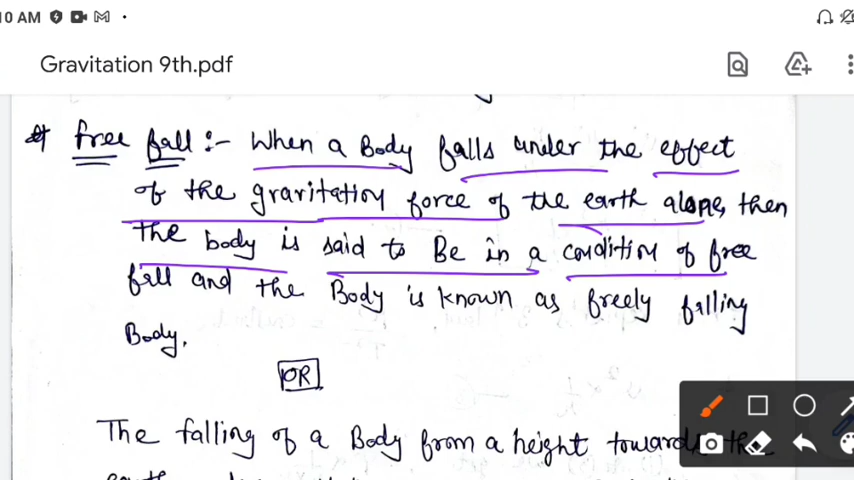 10 AM
Gravitation 9th.pdf
free fall :- When a Body falls under the effect
of the gravitation force of the earth alone, then
the body is said to Be in a condition of free
fall and the Body is known as freely falling
Body.
OR
The falling of a Body from a height towards the